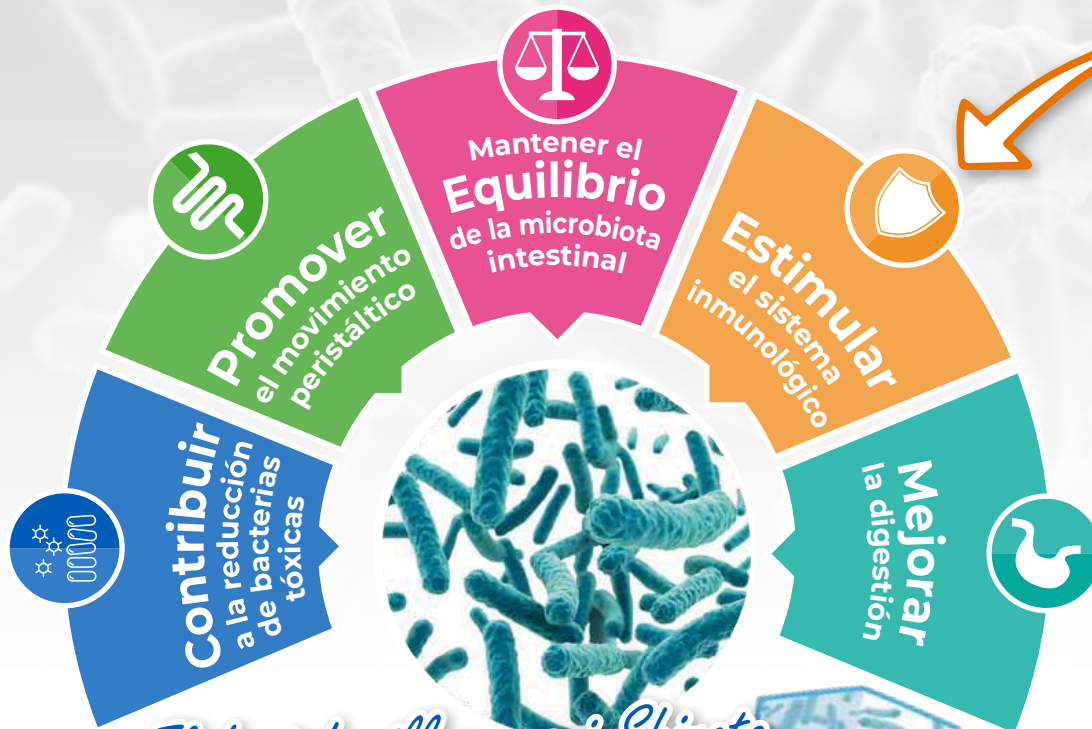 Contribuir
a la reducción
de bacterias
tóxicas
Promover
el movimiento
peristáltico
Mantener el
Equilibrio
de la microbiota
intestinal
Estimular
el sistema
inmunológico
Mejorar
la digestión